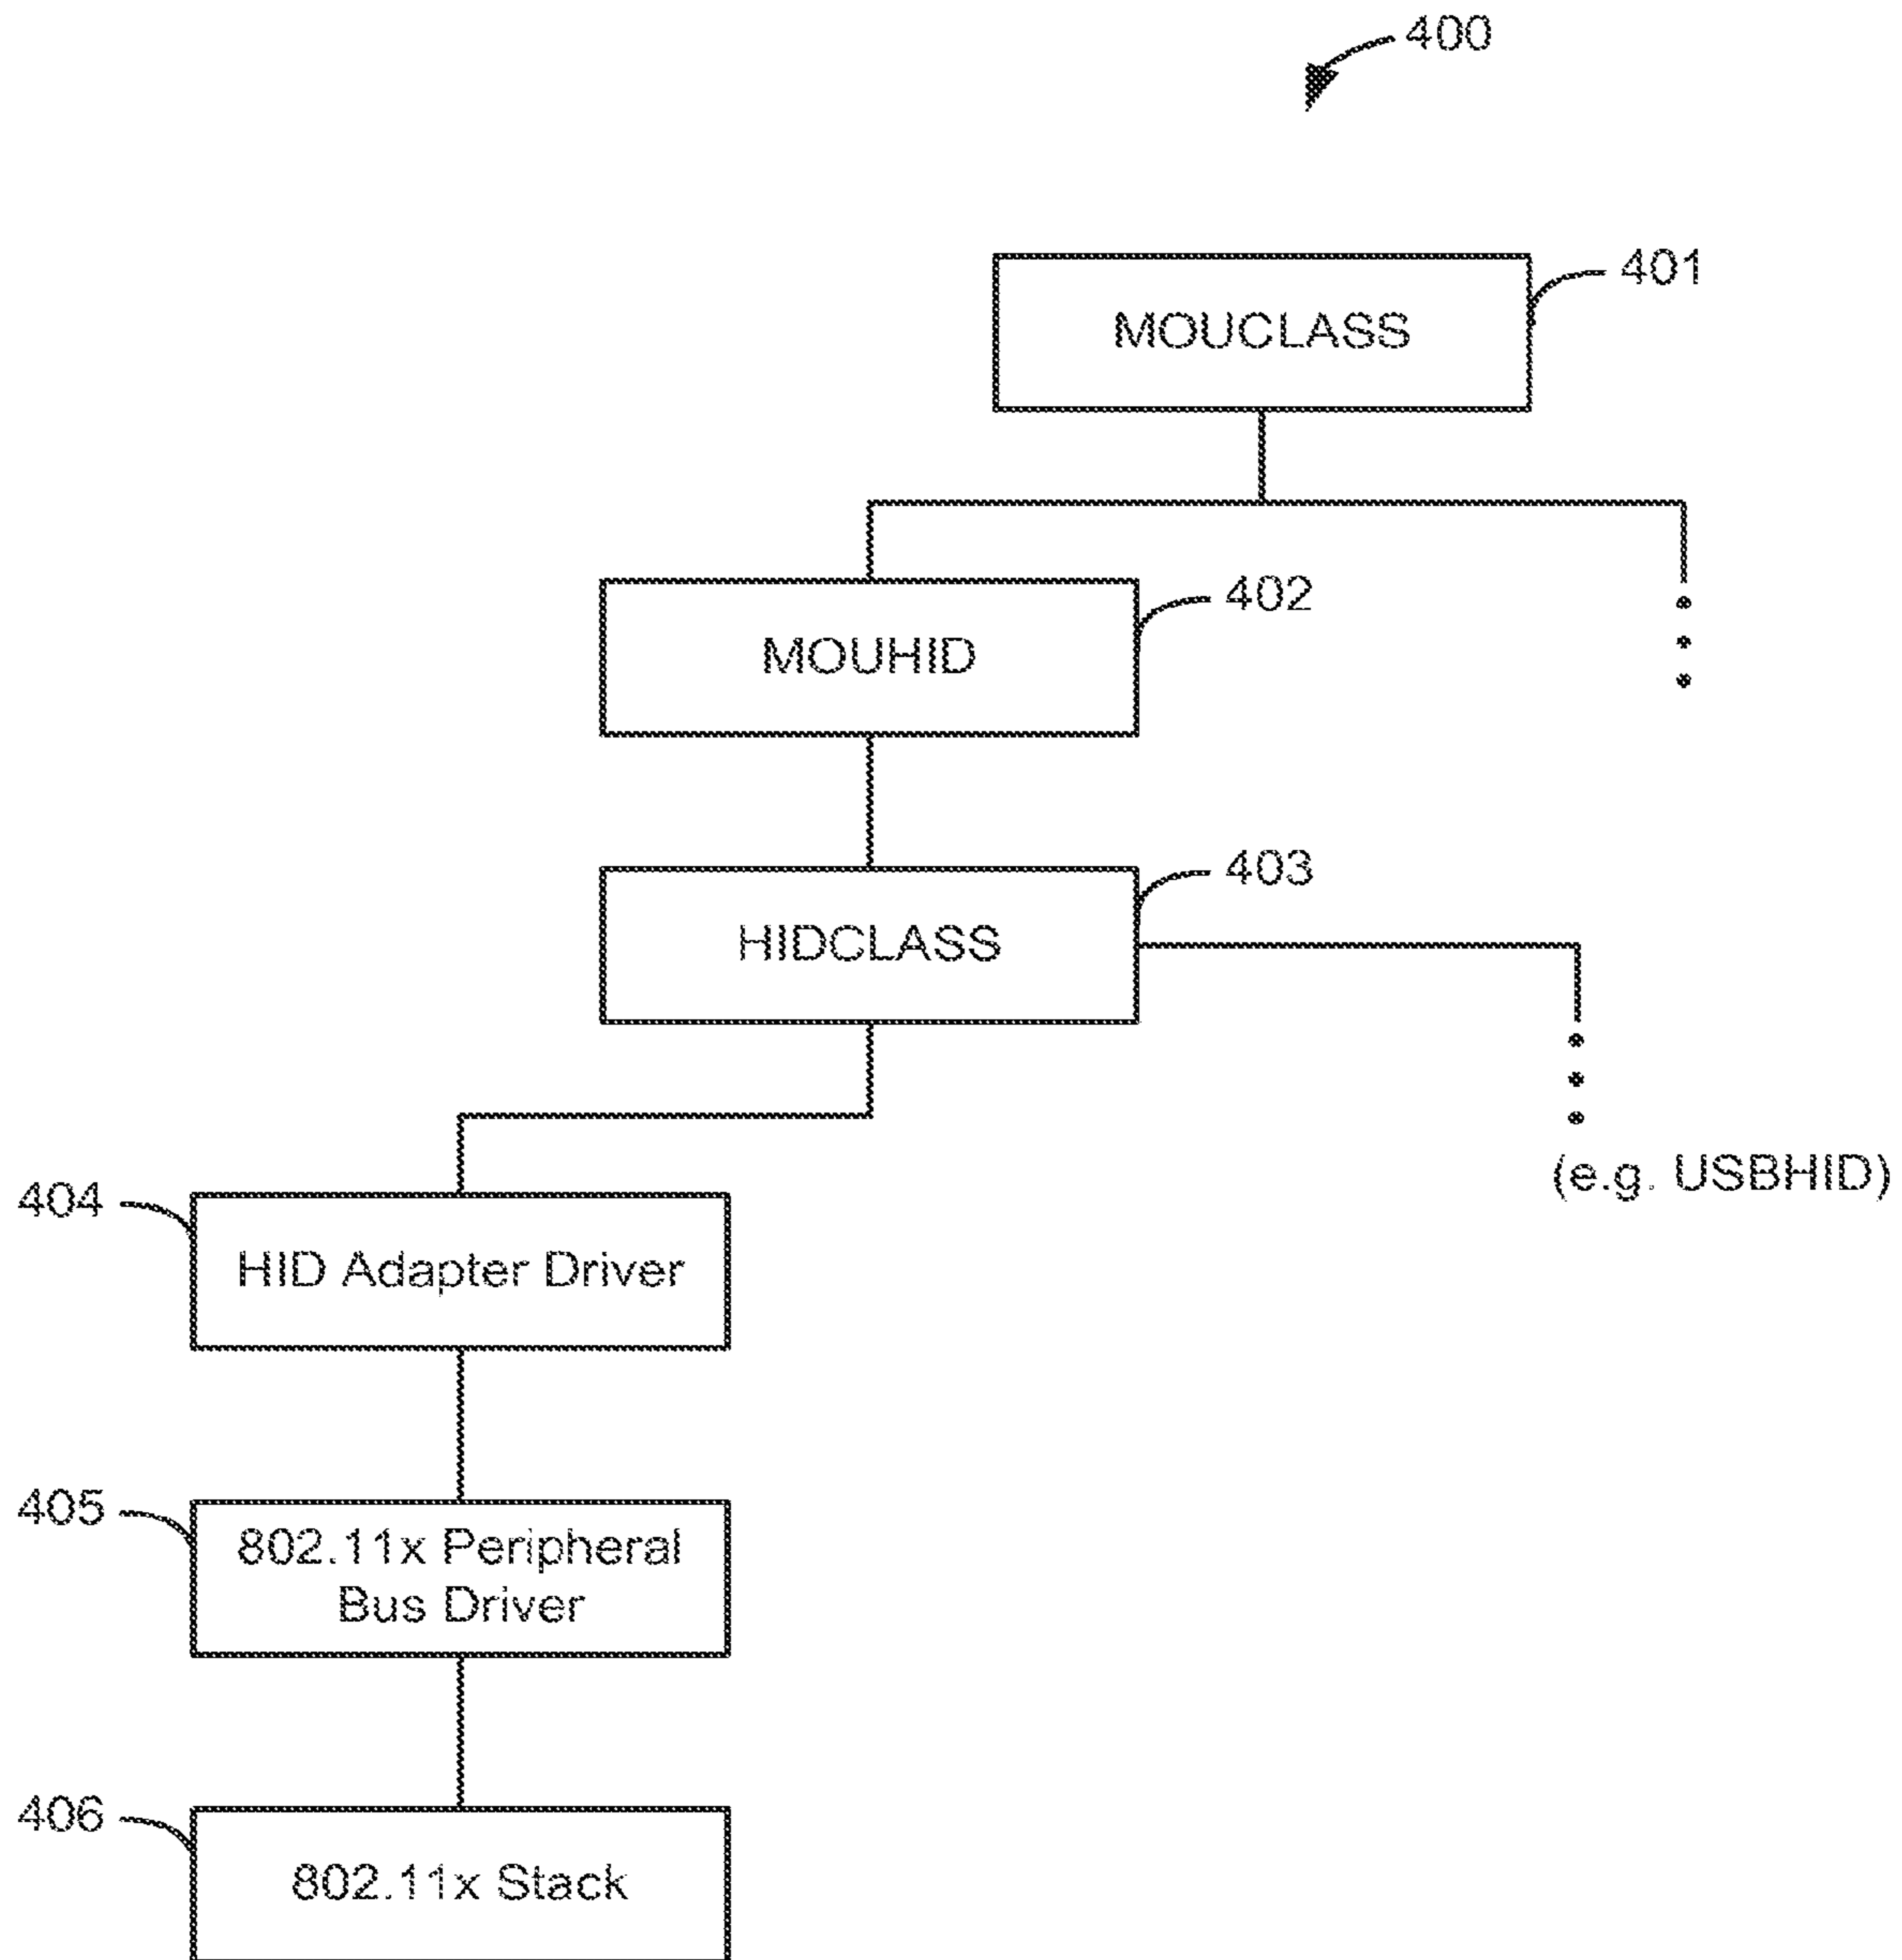 400
MOUCLASS
401
MOUHID
402
HIDCLASS
403
(e.g. USBHID)
404
HID Adapter Driver
405
802.11x Peripheral
Bus Driver
406
802.11x Stack